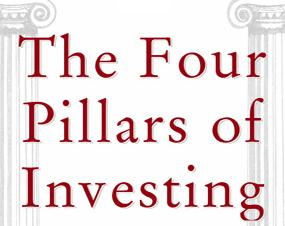 The Four
Pillars of
Investing